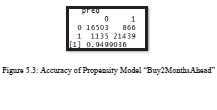 pred
0 1
0 16503 866
1 1135 21439
[1] 0.9499036
Figure 5.3: Accuracy of Propensity Model "Buy2MonthsAhead"